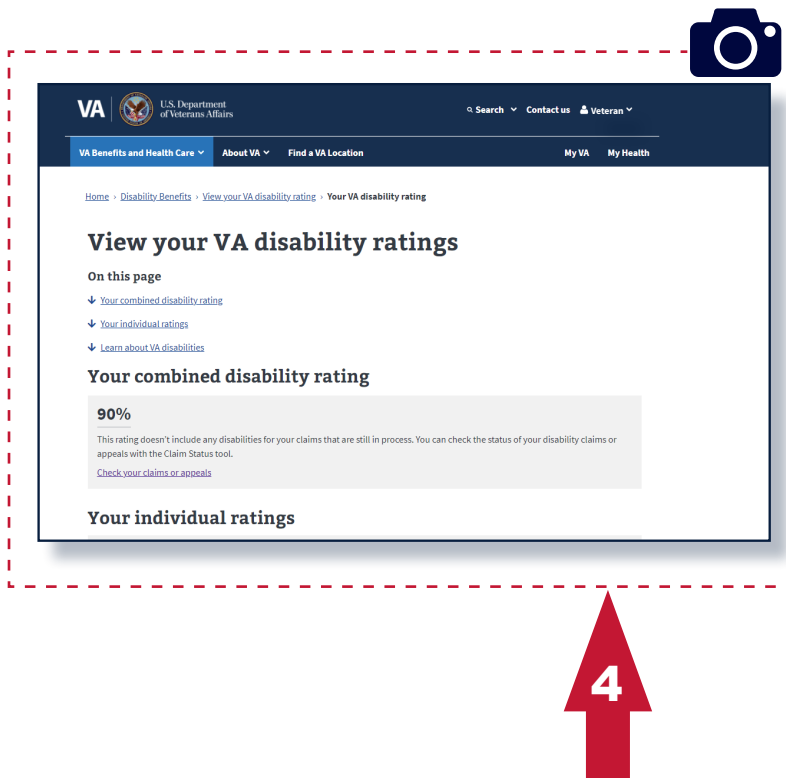 VA
U.S. Department
of Veterans Affairs
Search
Contact us
Veteran
VA Benefits and Health Care
About VA
Find a VA Location
My VA
My Health
Home › Disability Benefits › View your VA disability rating › Your VA disability rating
View your VA disability ratings
On this page
Your combined disability rating
Your individual ratings
Learn about VA disabilities
Your combined disability rating
90%
This rating doesn't include any disabilities for your claims that are still in process. You can check the status of your disability claims or
appeals with the Claim Status tool.
Check your claims or appeals
Your individual ratings
4